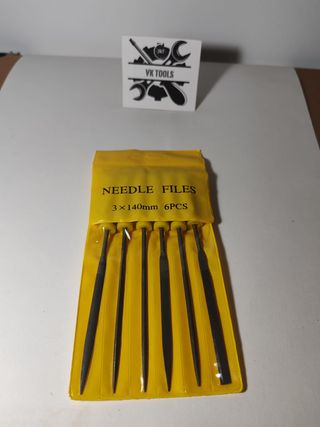 VK TOOLS
NEEDLE FILES
3×140mm 6PCS